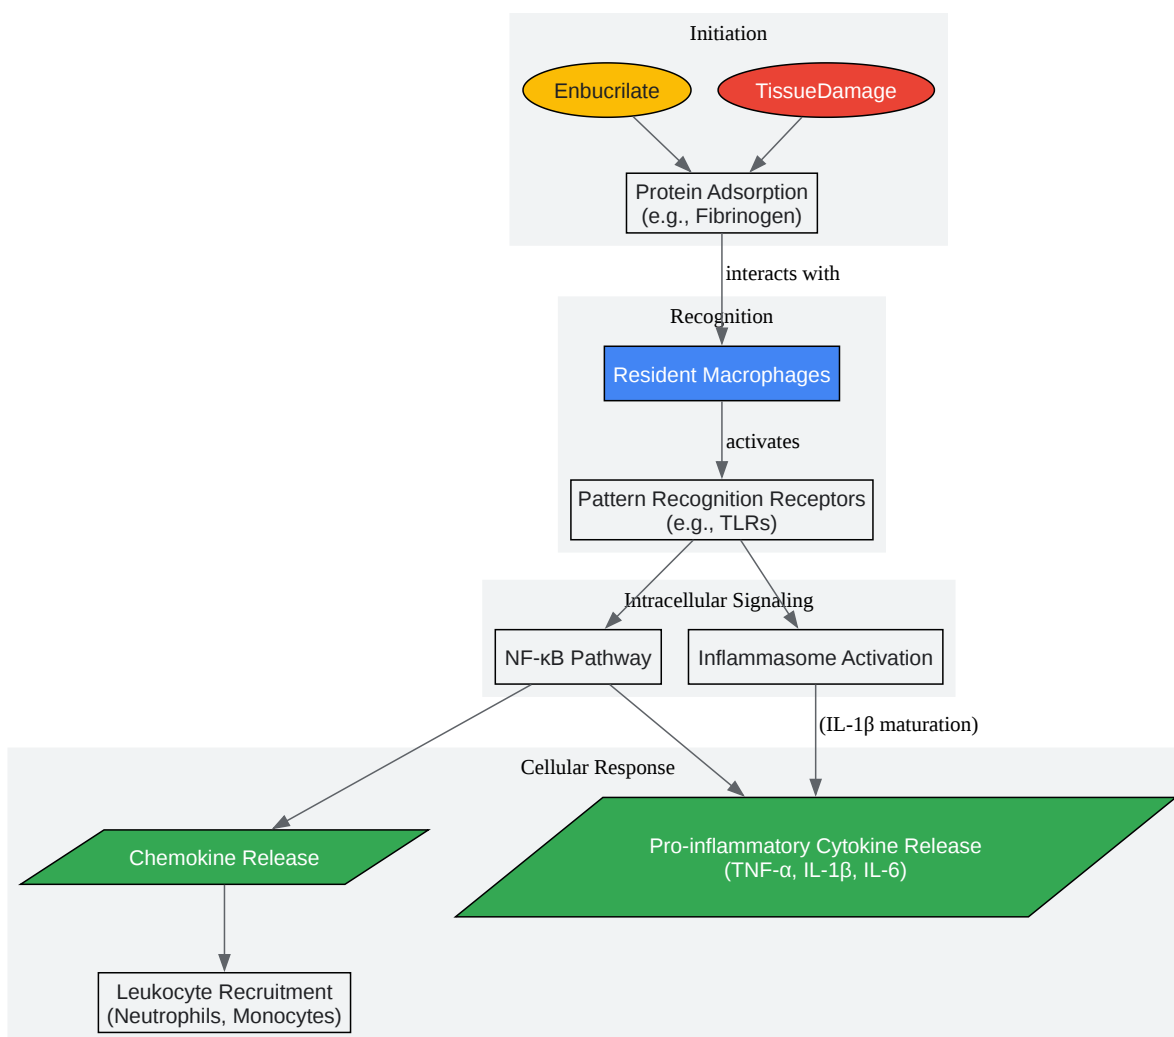 Initiation
Enbucrilate
TissueDamage
Protein Adsorption
(e.g., Fibrinogen)
interacts with
Recognition
Resident Macrophages
activates
Pattern Recognition Receptors
(e.g., TLRs)
Intracellular Signaling
NF-κB Pathway
Inflammasome Activation
(IL-1β maturation)
Cellular Response
Chemokine Release
Pro-inflammatory Cytokine Release
(TNF-α, IL-1β, IL-6)
Leukocyte Recruitment
(Neutrophils, Monocytes)